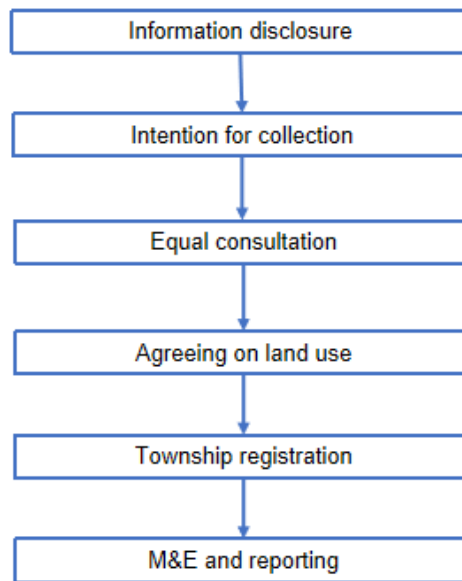 Information disclosure
Intention for collection
Equal consultation
Agreeing on land use
Township registration
M&E and reporting